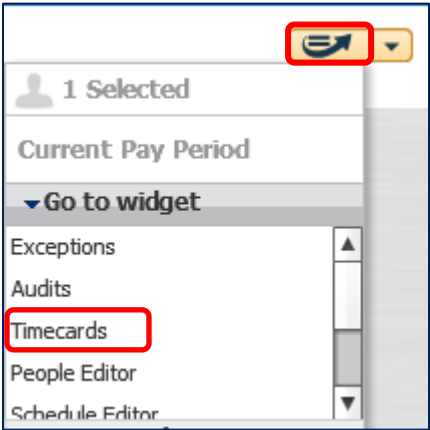 1 Selected
Current Pay Period
Go to widget
Exceptions
Audits
Timecards
People Editor
Schedule Editor